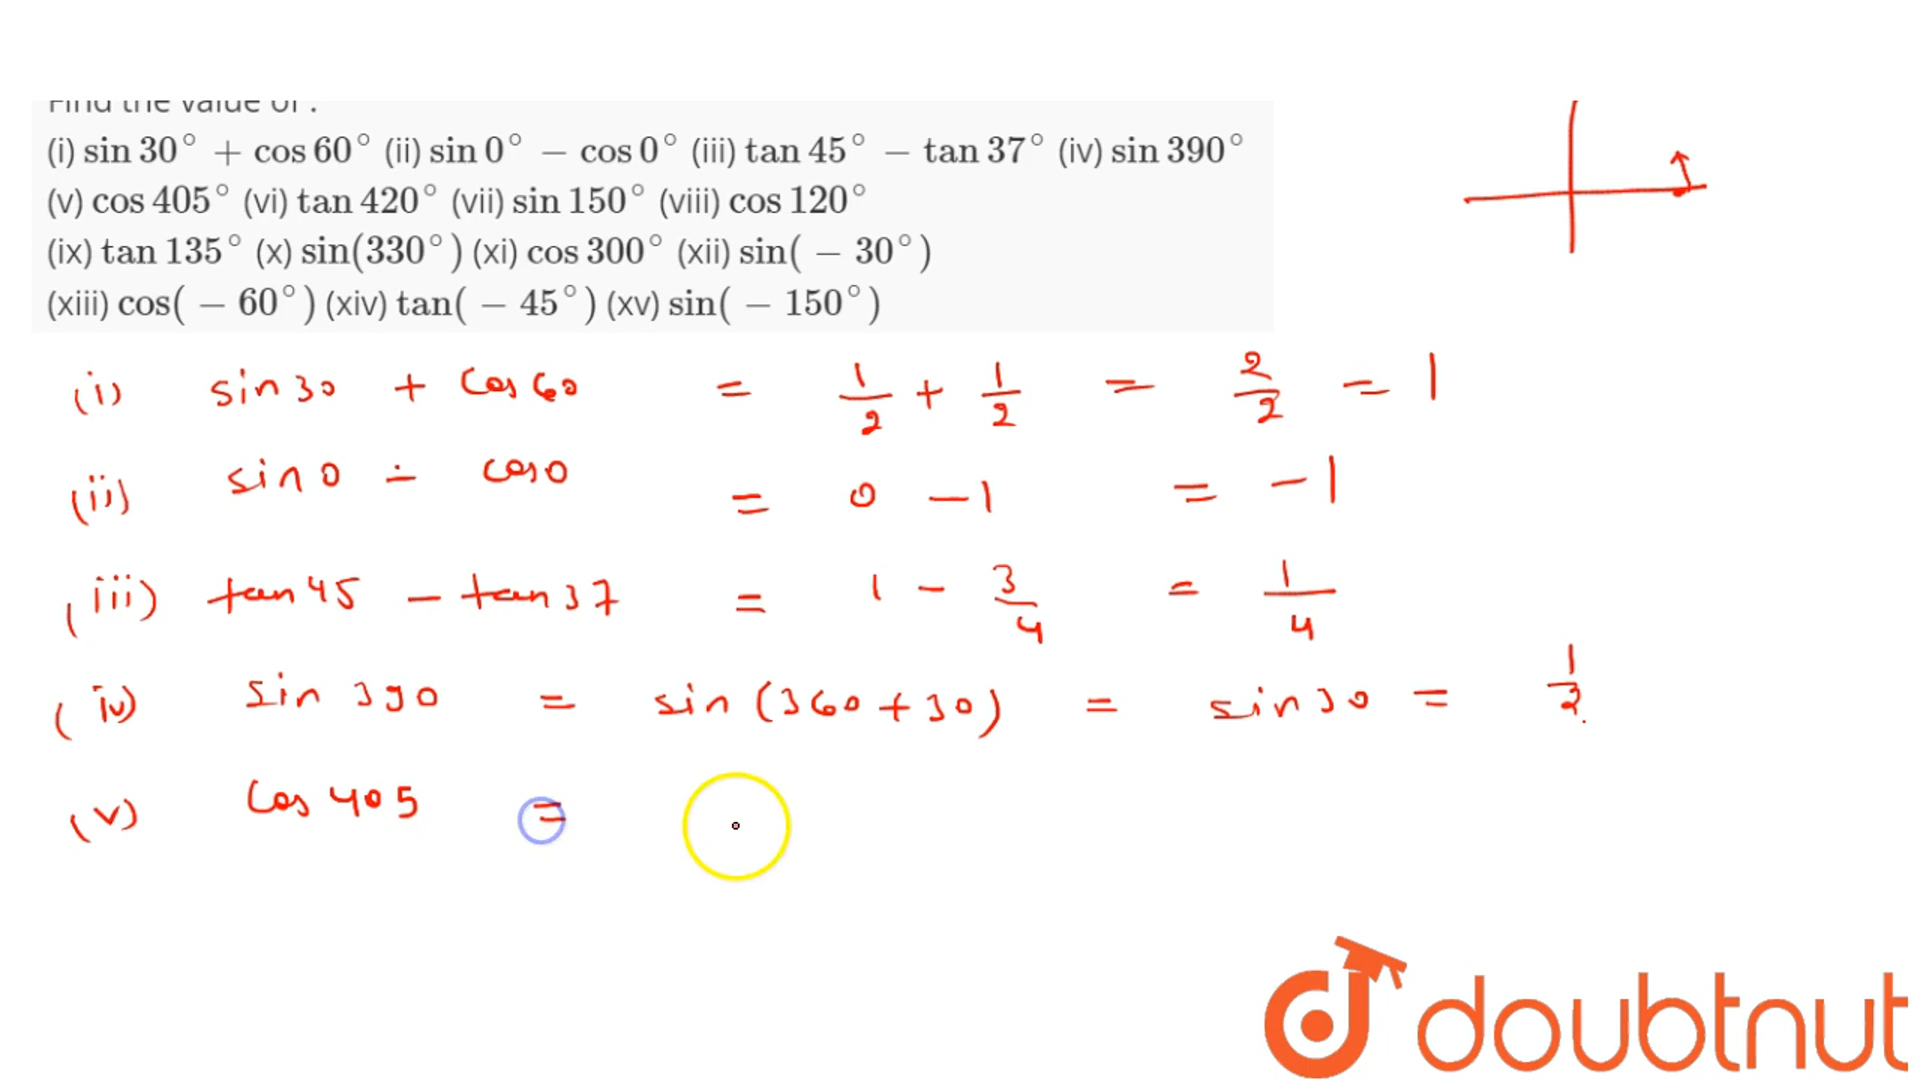 Find the value of :
(i) sin 30° + cos 60° (ii) sin 0° − cos 0° (iii) tan 45° − tan 37° (iv) sin 390°
(v) cos 405° (vi) tan 420° (vii) sin 150° (viii) cos 120°
(ix) tan 135° (x) sin(330°) (xi) cos 300° (xii) sin( − 30°)
(xiii) cos( − 60°) (xiv) tan( − 45°) (xv) sin( − 150°)
(i) sin 30 + cos 60 = 1/2 + 1/2 = 2/2 = 1
(ii) sin 0 − cos 0 = 0 − 1 = − 1
(iii) tan 45 − tan 37 = 1 − 3/4 = 1/4
(iv) sin 390 = sin (360 + 30) = sin 30 = 1/2
(v) cos 405 =
doubtnut